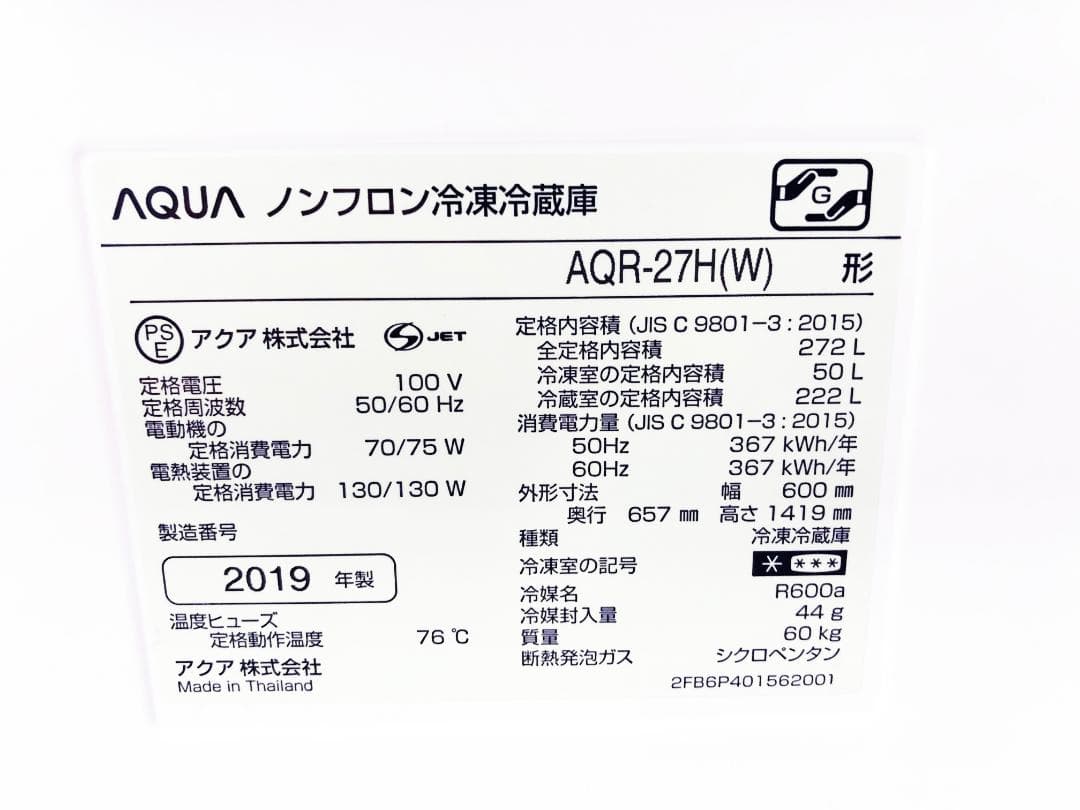 AQUA ノンフロン冷凍冷蔵庫
G
AQR-27H(W) 形
PSE アクア 株式会社 S JET
定格電圧 100 V
定格周波数 50/60 Hz
電動機の
定格消費電力 70/75 W
電熱装置の
定格消費電力 130/130 W
製造番号
2019 年製
温度ヒューズ
定格動作温度 76 ℃
アクア 株式会社
Made in Thailand
定格内容積 (JIS C 9801-3 : 2015)
全定格内容積 272 L
冷凍室の定格内容積 50 L
冷蔵室の定格内容積 222 L
消費電力量 (JIS C 9801-3 : 2015)
50Hz 367 kWh/年
60Hz 367 kWh/年
外形寸法 幅 600 ㎜
奥行 657 ㎜ 高さ 1419 ㎜
種類 冷凍冷蔵庫
冷凍室の記号 * ***
冷媒名 R600a
冷媒封入量 44 g
質量 60 kg
断熱発泡ガス シクロペンタン
2FB6P401562001